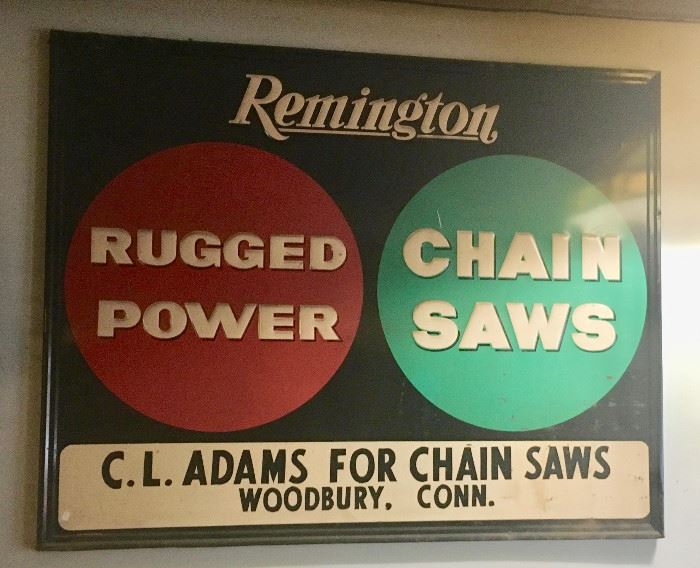 Remington
RUGGED
POWER
CHAIN
SAWS
C.L. ADAMS FOR CHAIN SAWS
WOODBURY, CONN.